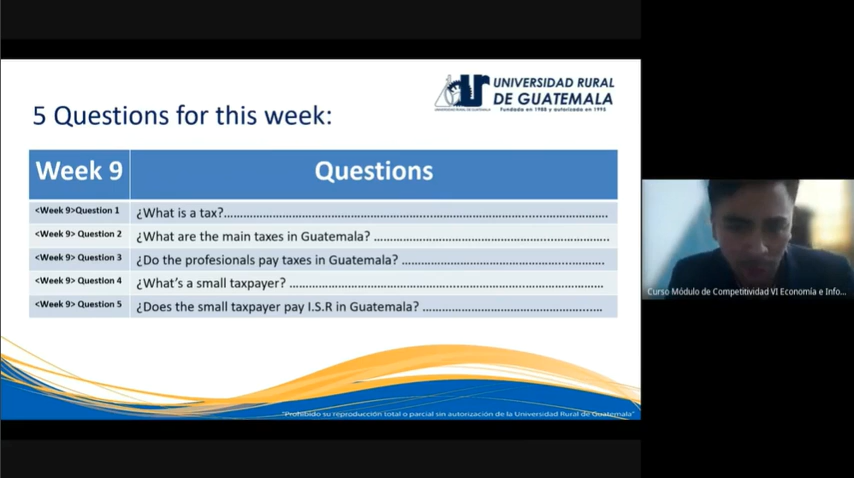 UNIVERSIDAD RURAL
DE GUATEMALA
Fundada en 1988 y autorizada en 1995
5 Questions for this week:
Week 9 Questions
<Week 9>Question 1 ¿What is a tax?..................................................................................................................
<Week 9> Question 2 ¿What are the main taxes in Guatemala? ......................................................................
<Week 9> Question 3 ¿Do the profesionals pay taxes in Guatemala? .............................................................
<Week 9> Question 4 ¿What's a small taxpayer? ...............................................................................................
<Week 9> Question 5 ¿Does the small taxpayer pay I.S.R in Guatemala? ......................................................
"Prohibido su reproducción total o parcial sin autorización de la Universidad Rural de Guatemala"
Curso Módulo de Competitividad VI Economía e Info...